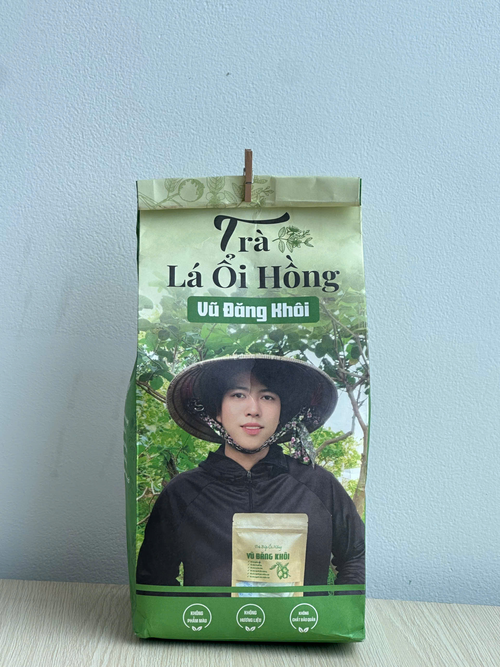 Trà
Lá Ổi Hồng
Vũ Đăng Khôi
VŨ ĐĂNG KHÔI
KHÔNG
PHẨM MÀU
KHÔNG
HƯƠNG LIỆU
KHÔNG
CHẤT BẢO QUẢN